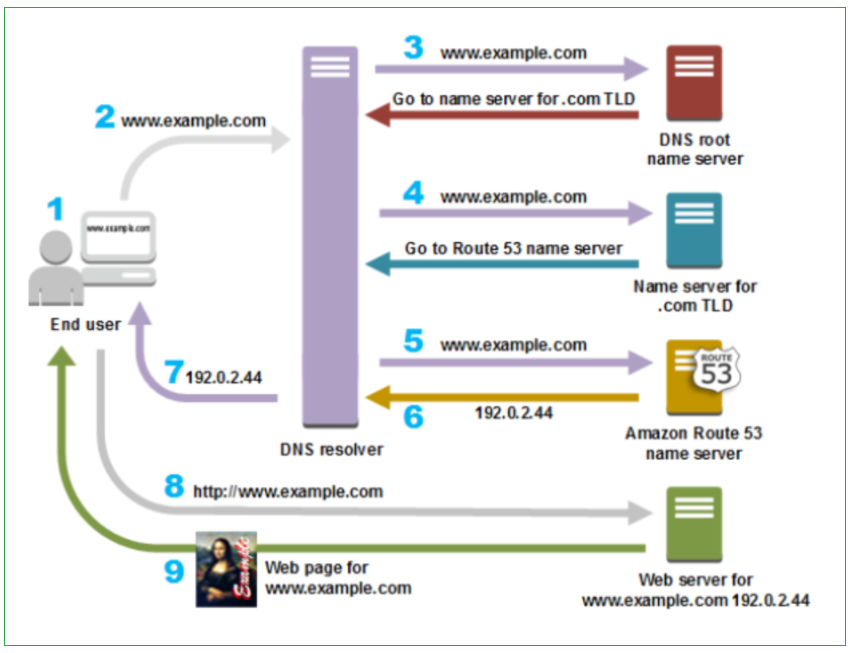 3 www.example.com
Go to name server for .com TLD
DNS root
name server
2 www.example.com
4 www.example.com
Go to Route 53 name server
Name server for
.com TLD
1
www.example.com
End user
5 www.example.com
ROUTE
53
6 192.0.2.44
Amazon Route 53
name server
7 192.0.2.44
DNS resolver
8 http://www.example.com
9
Example
Web page for
www.example.com
Web server for
www.example.com 192.0.2.44